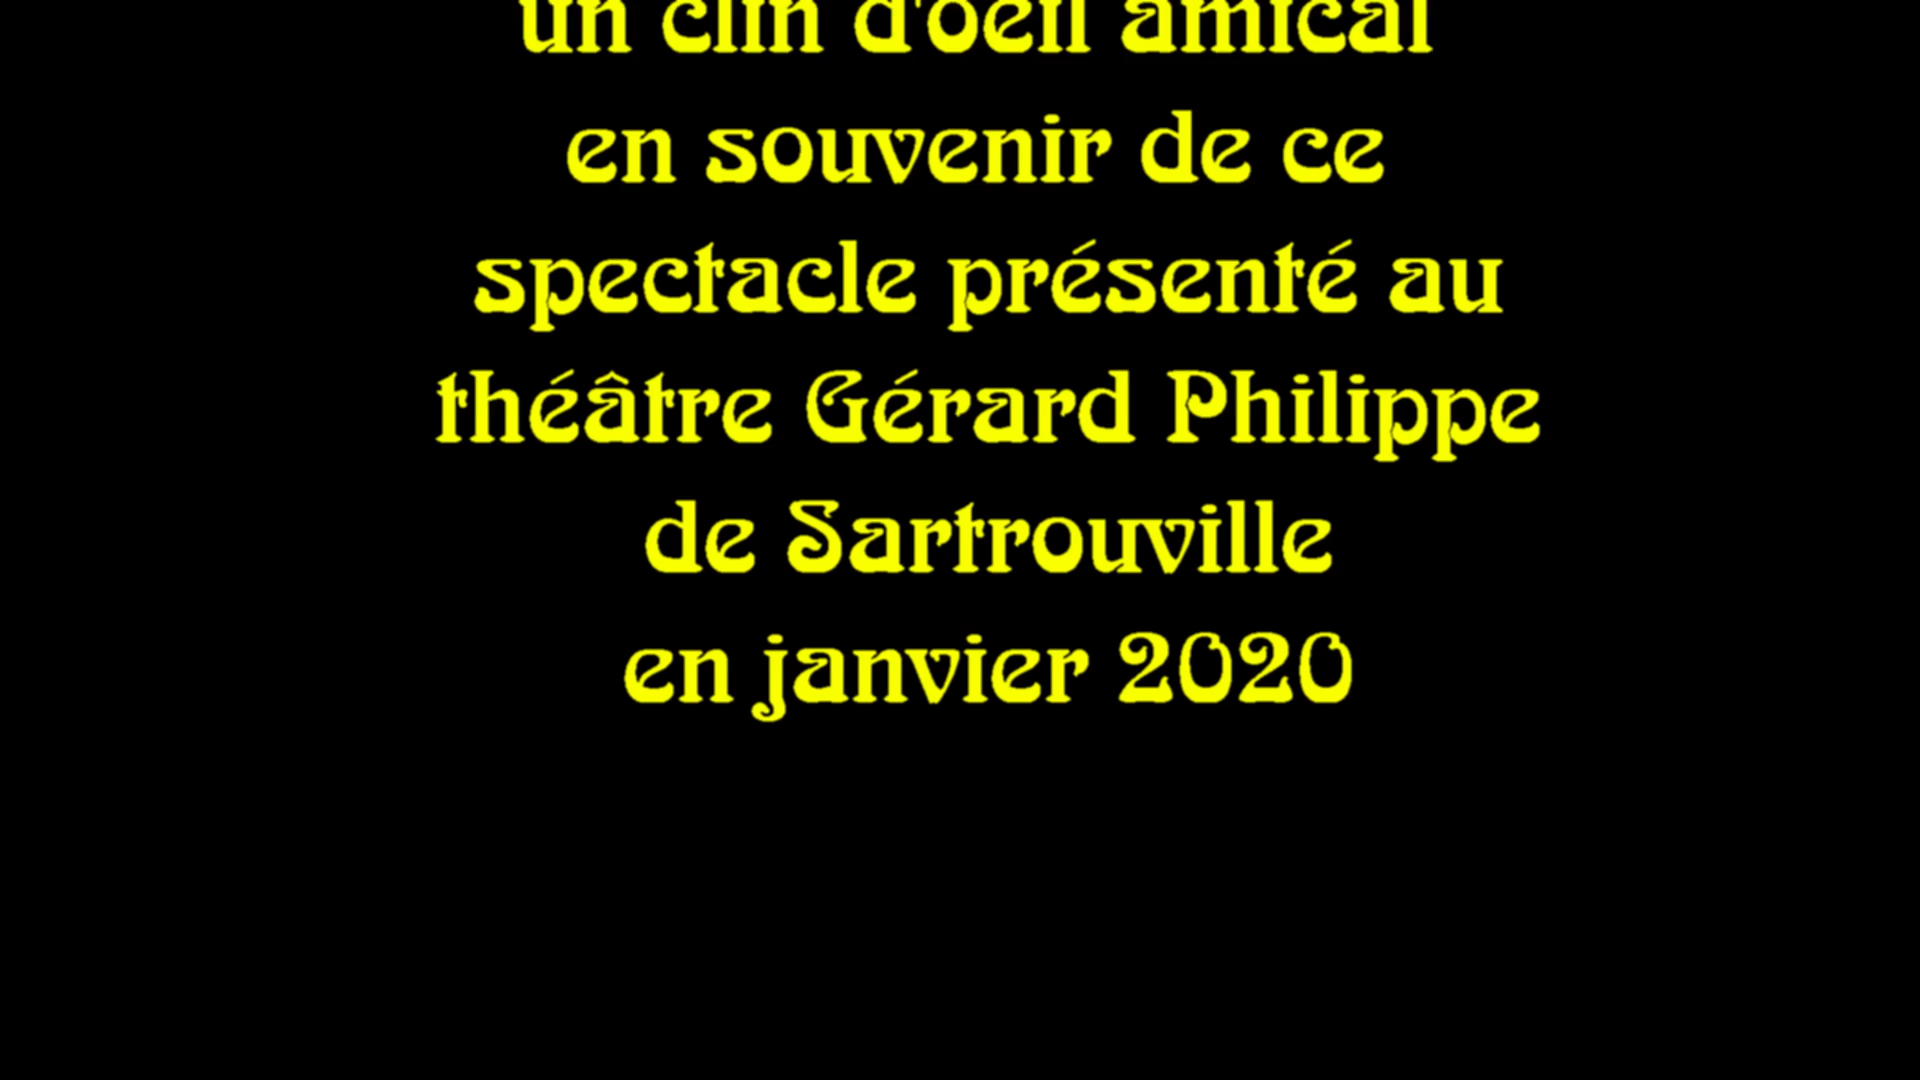 un clin d'oeil amical
en souvenir de ce
spectacle présenté au
théâtre Gérard Philippe
de Sartrouville
en janvier 2020